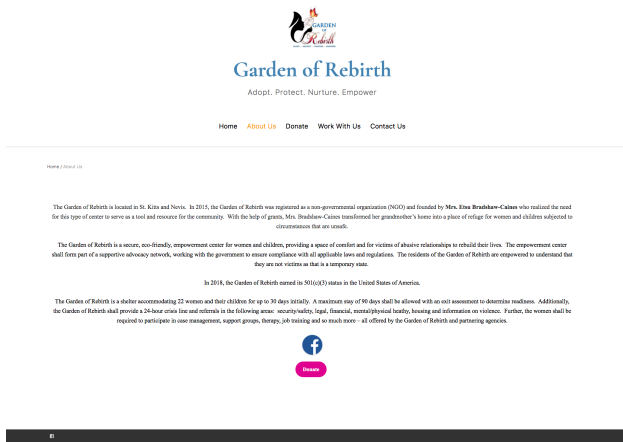 GARDEN
OF
Rebirth
Garden of Rebirth
Adopt. Protect. Nurture. Empower
Home About Us Donate Work With Us Contact Us
Home / About Us
The Garden of Rebirth is located in St. Kitts and Nevis. In 2015, the Garden of Rebirth was registered as a non-governmental organization (NGO) and founded by Mrs. Etsu Bradshaw-Caines who realized the need
for this type of center to serve as a tool and resource for the community. With the help of grants, Mrs. Bradshaw-Caines transformed her grandmother's home into a place of refuge for women and children subjected to
circumstances that are unsafe.
The Garden of Rebirth is a secure, eco-friendly, empowerment center for women and children, providing a space of comfort and for victims of abusive relationships to rebuild their lives. The empowerment center
shall form part of a supportive advocacy network, working with the government to ensure compliance with all applicable laws and regulations. The residents of the Garden of Rebirth are empowered to understand that
they are not victims as that is a temporary state.
In 2018, the Garden of Rebirth earned its 501(c)(3) status in the United States of America.
The Garden of Rebirth is a shelter accommodating 22 women and their children for up to 30 days initially. A maximum stay of 90 days shall be allowed with an exit assessment to determine readiness. Additionally,
the Garden of Rebirth shall provide a 24-hour crisis line and referrals in the following areas: security/safety, legal, financial, mental/physical heathy, housing and information on violence. Further, the women shall be
required to participate in case management, support groups, therapy, job training and so much more – all offered by the Garden of Rebirth and partnering agencies.
Donate